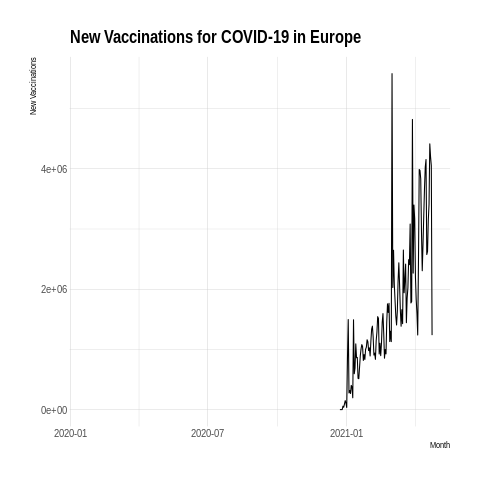 New Vaccinations for COVID-19 in Europe
New Vaccinations
4e+06
2e+06
0e+00
2020-01 2020-07 2021-01
Month